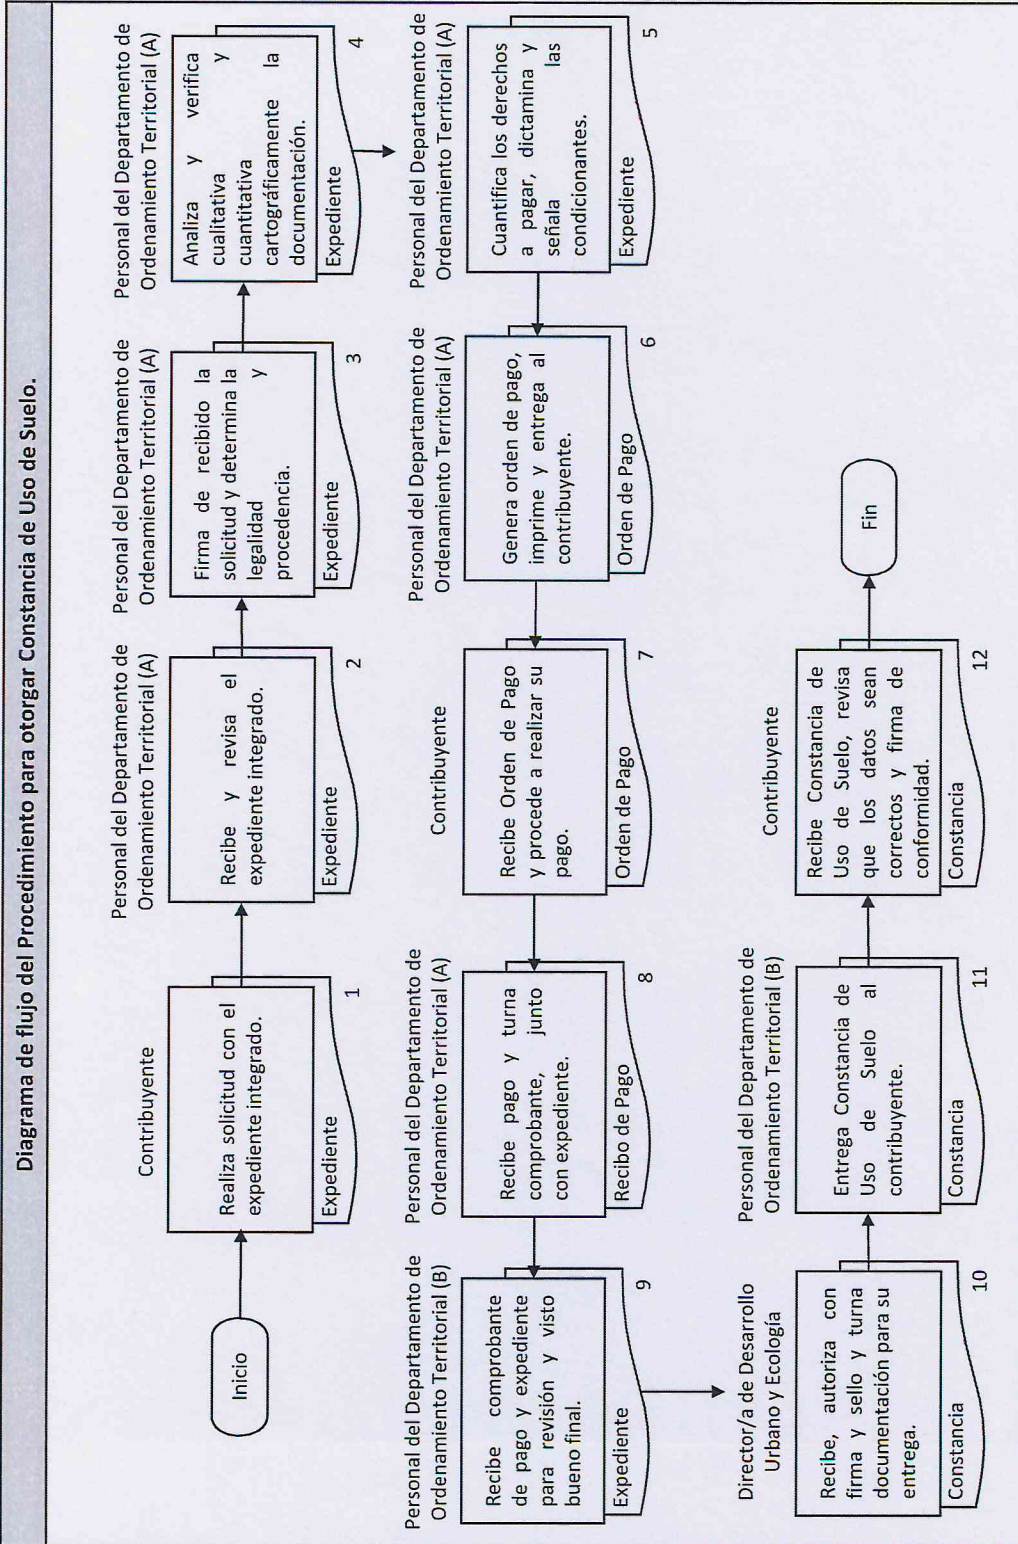 Diagrama de flujo del Procedimiento para otorgar Constancia de Uso de Suelo.
Inicio
Contribuyente
Realiza solicitud con el
expediente integrado.
Expediente
1
Personal del Departamento de
Ordenamiento Territorial (A)
Recibe y revisa el
expediente integrado.
Expediente
2
Personal del Departamento de
Ordenamiento Territorial (A)
Firma de recibido la
solicitud y determina la
legalidad y
procedencia.
Expediente
3
Personal del Departamento de
Ordenamiento Territorial (A)
Analiza y verifica
cualitativa y
cuantitativa y
cartográficamente la
documentación.
Expediente
4
Personal del Departamento de
Ordenamiento Territorial (A)
Cuantifica los derechos
a pagar, dictamina y
señala las
condicionantes.
Expediente
5
Personal del Departamento de
Ordenamiento Territorial (A)
Genera orden de pago,
imprime y entrega al
contribuyente.
Orden de Pago
6
Contribuyente
Recibe Orden de Pago
y procede a realizar su
pago.
Orden de Pago
7
Personal del Departamento de
Ordenamiento Territorial (A)
Recibe pago y turna
comprobante, junto
con expediente.
Recibo de Pago
8
Personal del Departamento de
Ordenamiento Territorial (B)
Recibe comprobante
de pago y expediente
para revisión y visto
bueno final.
Expediente
9
Director/a de Desarrollo
Urbano y Ecología
Recibe, autoriza con
firma y sello y turna
documentación para su
entrega.
Constancia
10
Personal del Departamento de
Ordenamiento Territorial (B)
Entrega Constancia de
Uso de Suelo al
contribuyente.
Constancia
11
Contribuyente
Recibe Constancia de
Uso de Suelo, revisa
que los datos sean
correctos y firma de
conformidad.
Constancia
12
Fin